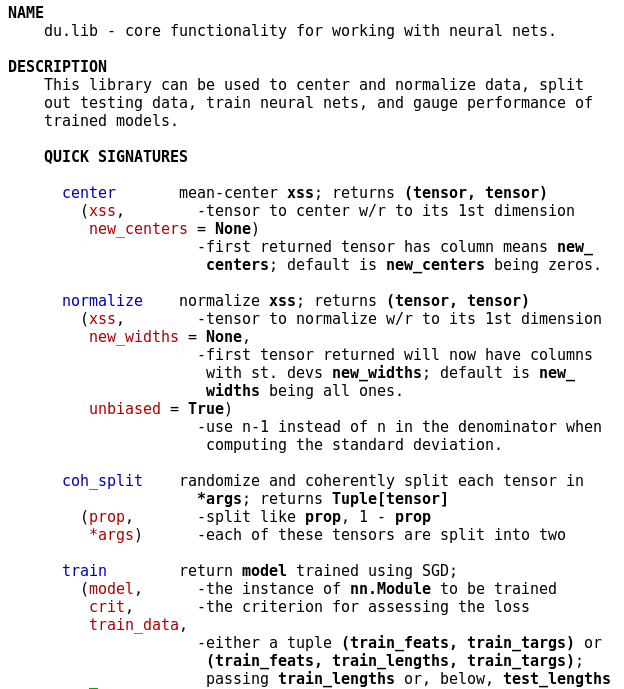 NAME
du.lib - core functionality for working with neural nets.
DESCRIPTION
This library can be used to center and normalize data, split
out testing data, train neural nets, and gauge performance of
trained models.
QUICK SIGNATURES
center mean-center xss; returns (tensor, tensor)
(xss, -tensor to center w/r to its 1st dimension
new_centers = None)
-first returned tensor has column means new_
centers; default is new_centers being zeros.
normalize normalize xss; returns (tensor, tensor)
(xss, -tensor to normalize w/r to its 1st dimension
new_widths = None,
-first tensor returned will now have columns
with st. devs new_widths; default is new_
widths being all ones.
unbiased = True)
-use n-1 instead of n in the denominator when
computing the standard deviation.
coh_split randomize and coherently split each tensor in
*args; returns Tuple[tensor]
(prop, -split like prop, 1 - prop
*args) -each of these tensors are split into two
train return model trained using SGD;
(model, -the instance of nn.Module to be trained
crit, -the criterion for assessing the loss
train_data,
-either a tuple (train_feats, train_targs) or
(train_feats, train_lengths, train_targs);
passing train_lengths or, below, test_lengths